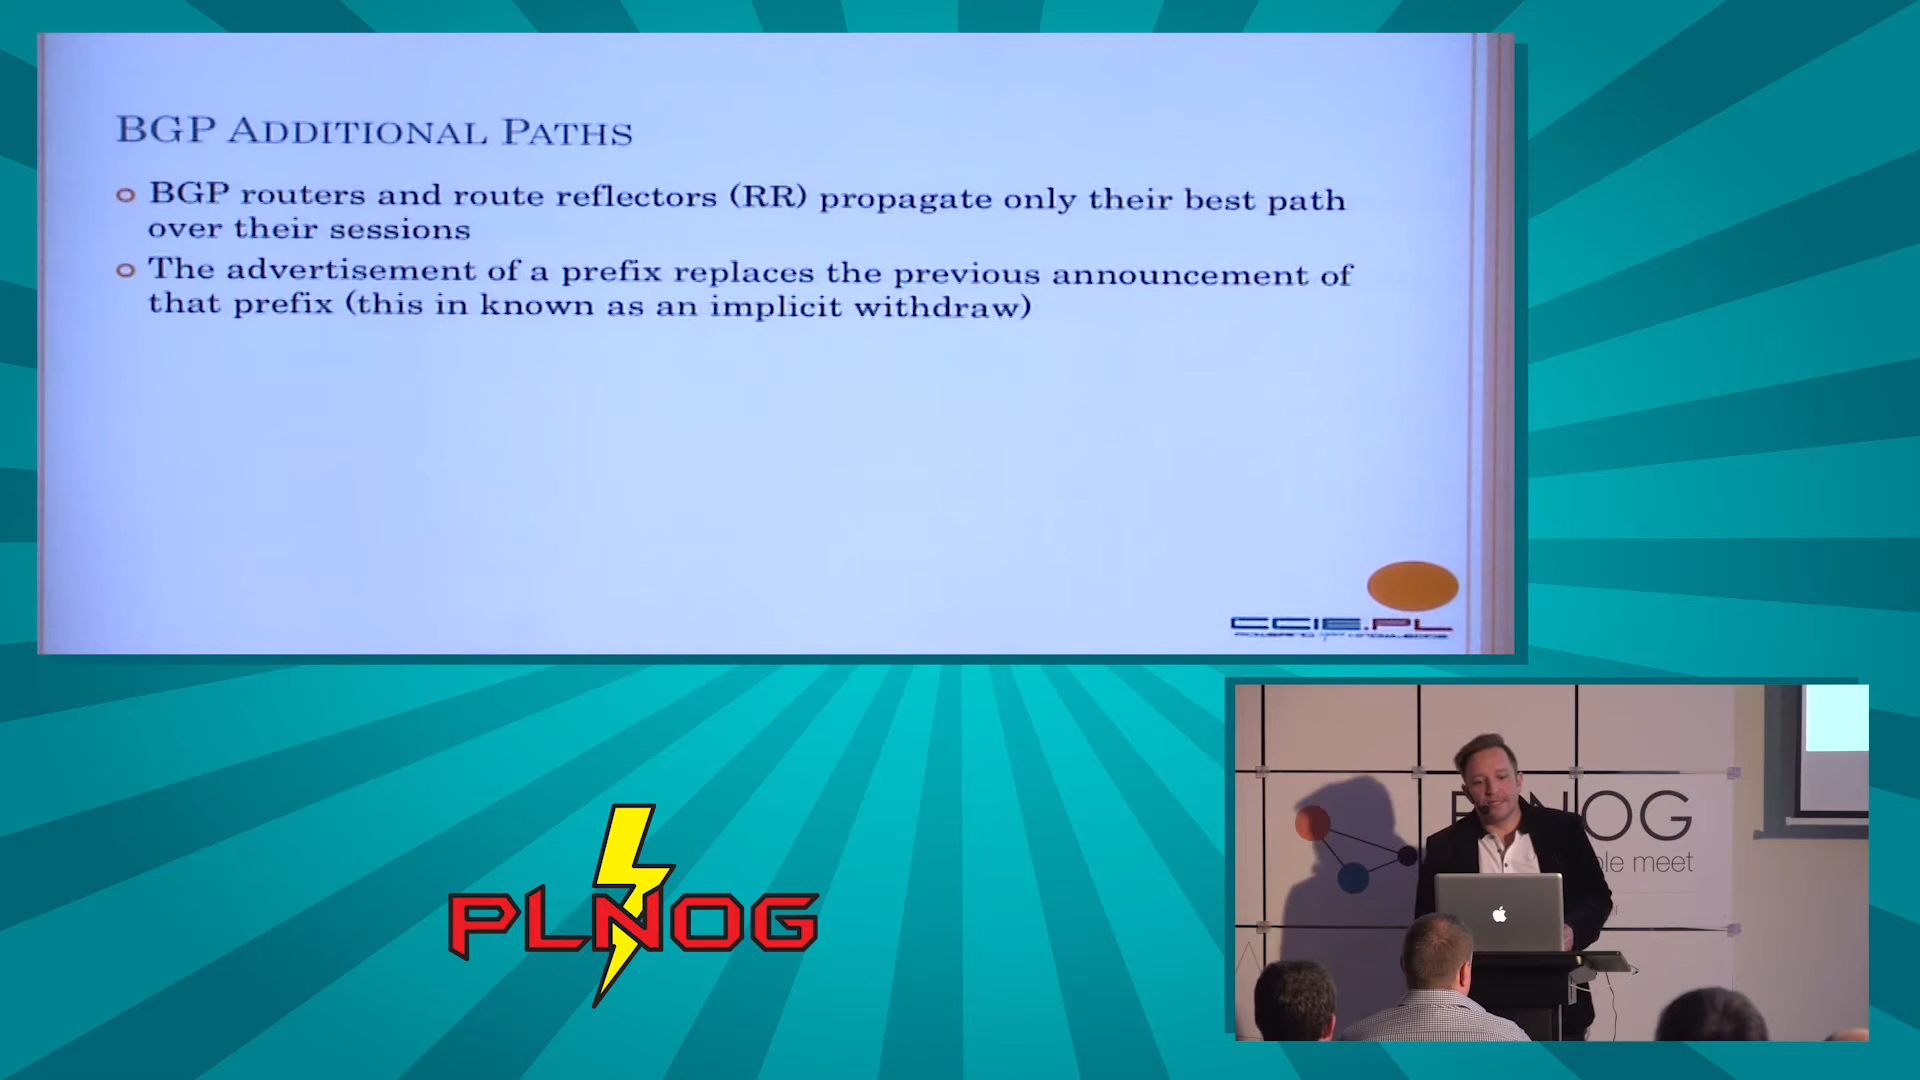 BGP ADDITIONAL PATHS
BGP routers and route reflectors (RR) propagate only their best path
over their sessions
The advertisement of a prefix replaces the previous announcement of
that prefix (this in known as an implicit withdraw)
CCIE.PL
PLNOG
NOG
meet